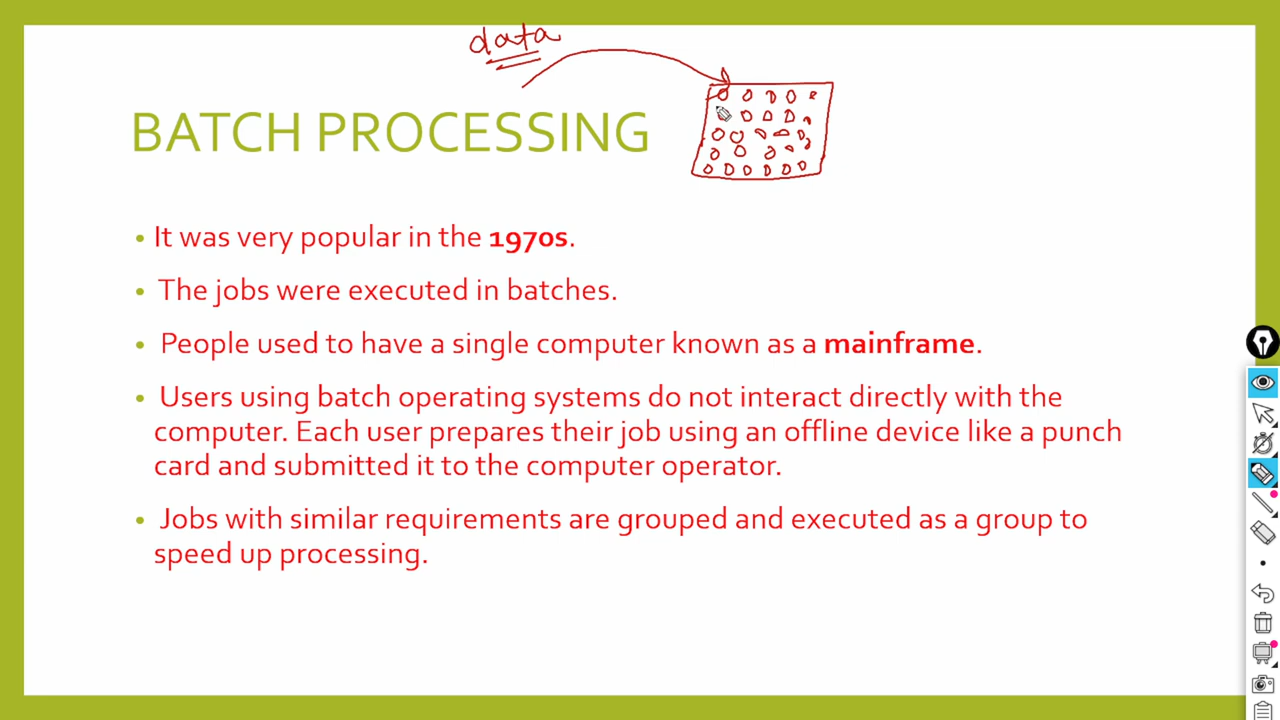 data
BATCH PROCESSING
• It was very popular in the 1970s.
• The jobs were executed in batches.
• People used to have a single computer known as a mainframe.
• Users using batch operating systems do not interact directly with the
computer. Each user prepares their job using an offline device like a punch
card and submitted it to the computer operator.
• Jobs with similar requirements are grouped and executed as a group to
speed up processing.